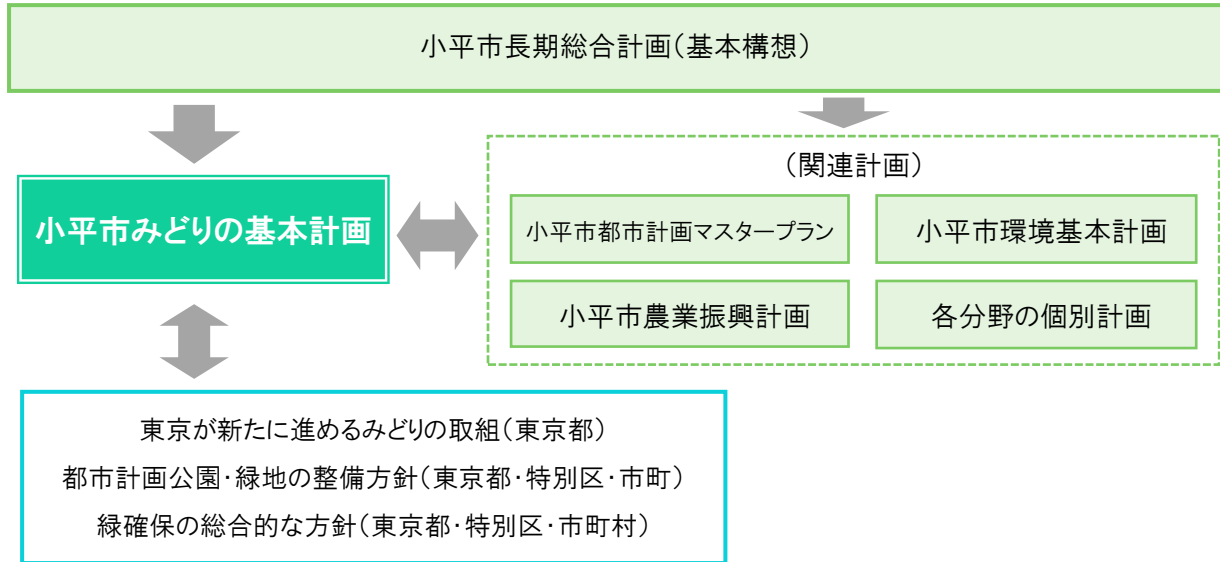 小平市長期総合計画（基本構想）
（関連計画）
小平市みどりの基本計画
小平市都市計画マスタープラン
小平市環境基本計画
小平市農業振興計画
各分野の個別計画
東京が新たに進めるみどりの取組（東京都）
都市計画公園・緑地の整備方針（東京都・特別区・市町）
緑確保の総合的な方針（東京都・特別区・市町村）